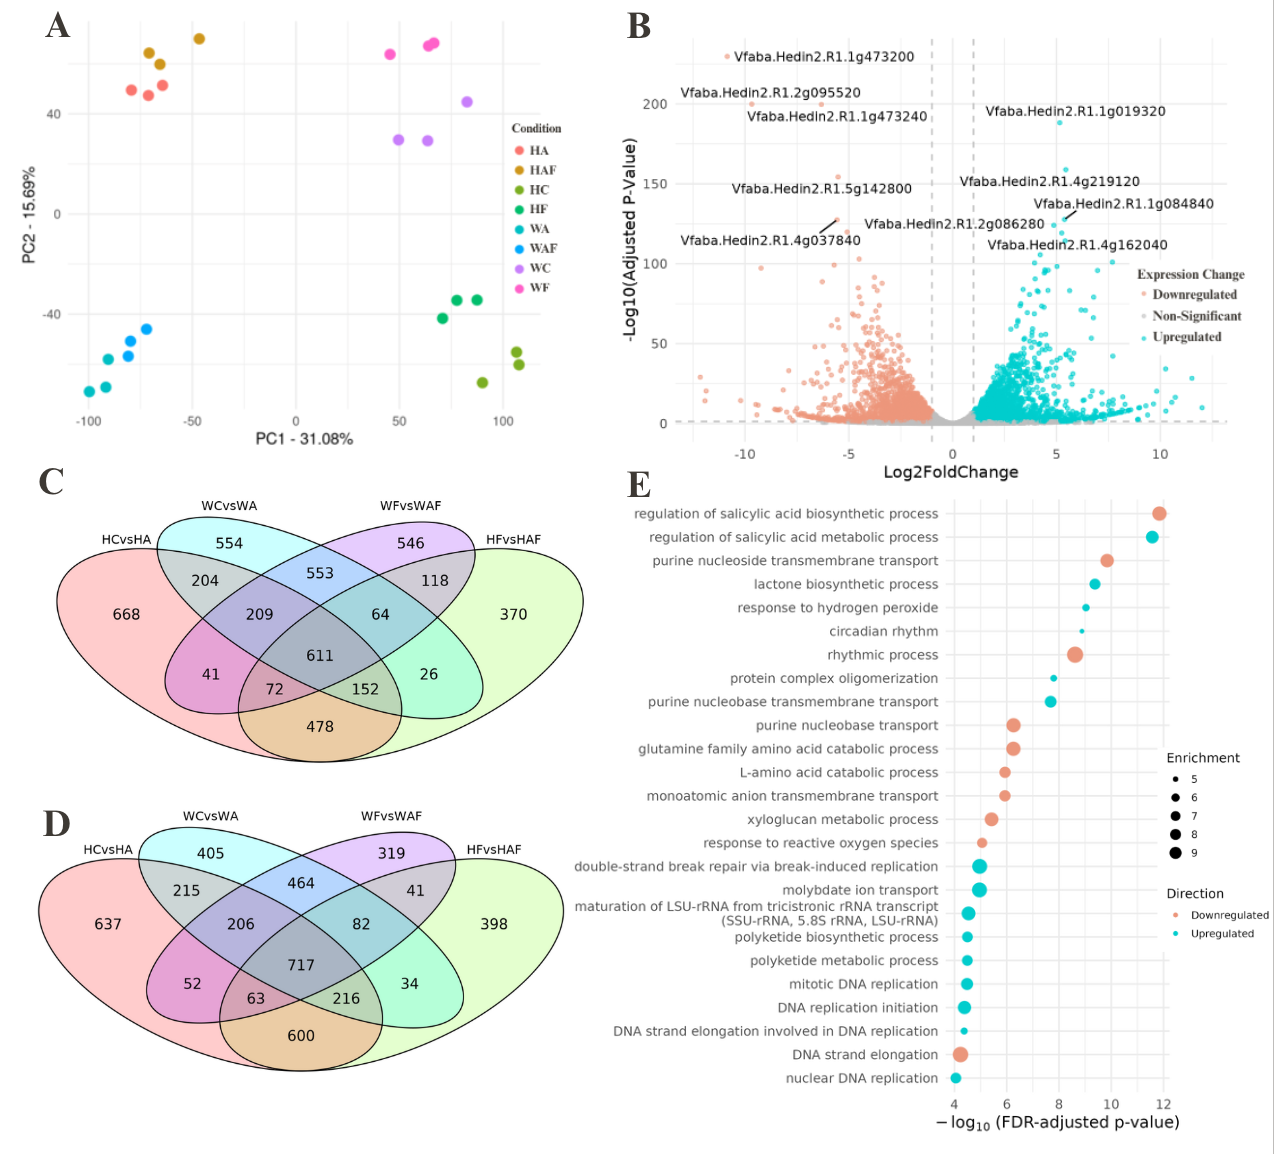 A
40
0
-40
-100
-50
0
50
100
PC1 - 31.08%
PC2 - 15.69%
Condition
HA
HAF
HC
HF
WA
WAF
WC
WF
B
Vfaba.Hedin2.R1.1g473200
Vfaba.Hedin2.R1.2g095520
Vfaba.Hedin2.R1.1g473240
Vfaba.Hedin2.R1.1g019320
Vfaba.Hedin2.R1.5g142800
Vfaba.Hedin2.R1.4g219120
Vfaba.Hedin2.R1.1g084840
Vfaba.Hedin2.R1.2g086280
Vfaba.Hedin2.R1.4g037840
Vfaba.Hedin2.R1.4g162040
200
150
100
50
0
-10
-5
0
5
10
Log2FoldChange
-Log10(Adjusted P-Value)
Expression Change
Downregulated
Non-Significant
Upregulated
C
WCvsWA
WFvsWAF
HCvsHA
HFvsHAF
554
546
204
553
118
668
209
64
370
611
41
72
152
26
478
D
WCvsWA
WFvsWAF
HCvsHA
HFvsHAF
405
319
215
464
41
637
206
82
398
717
52
63
216
34
600
E
regulation of salicylic acid biosynthetic process
regulation of salicylic acid metabolic process
purine nucleoside transmembrane transport
lactone biosynthetic process
response to hydrogen peroxide
circadian rhythm
rhythmic process
protein complex oligomerization
purine nucleobase transmembrane transport
purine nucleobase transport
glutamine family amino acid catabolic process
L-amino acid catabolic process
monoatomic anion transmembrane transport
xyloglucan metabolic process
response to reactive oxygen species
double-strand break repair via break-induced replication
molybdate ion transport
maturation of LSU-rRNA from tricistronic rRNA transcript
(SSU-rRNA, 5.8S rRNA, LSU-rRNA)
polyketide biosynthetic process
polyketide metabolic process
mitotic DNA replication
DNA replication initiation
DNA strand elongation involved in DNA replication
DNA strand elongation
nuclear DNA replication
4
6
8
10
12
−log₁₀ (FDR-adjusted p-value)
Enrichment
5
6
7
8
9
Direction
Downregulated
Upregulated